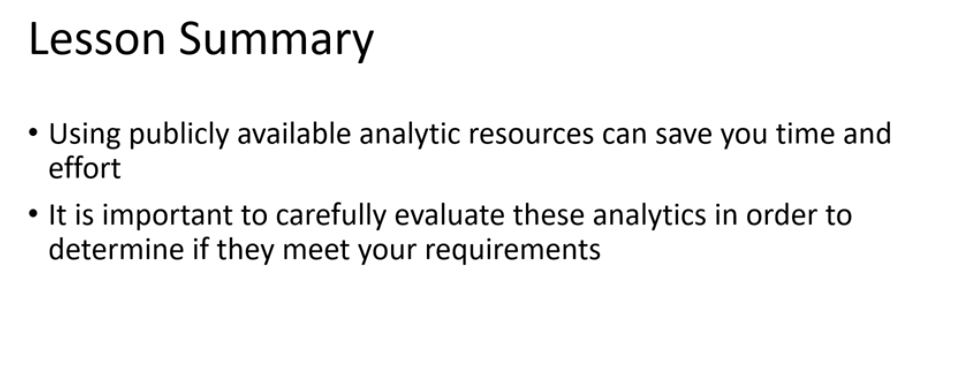 Lesson Summary
• Using publicly available analytic resources can save you time and
effort
• It is important to carefully evaluate these analytics in order to
determine if they meet your requirements